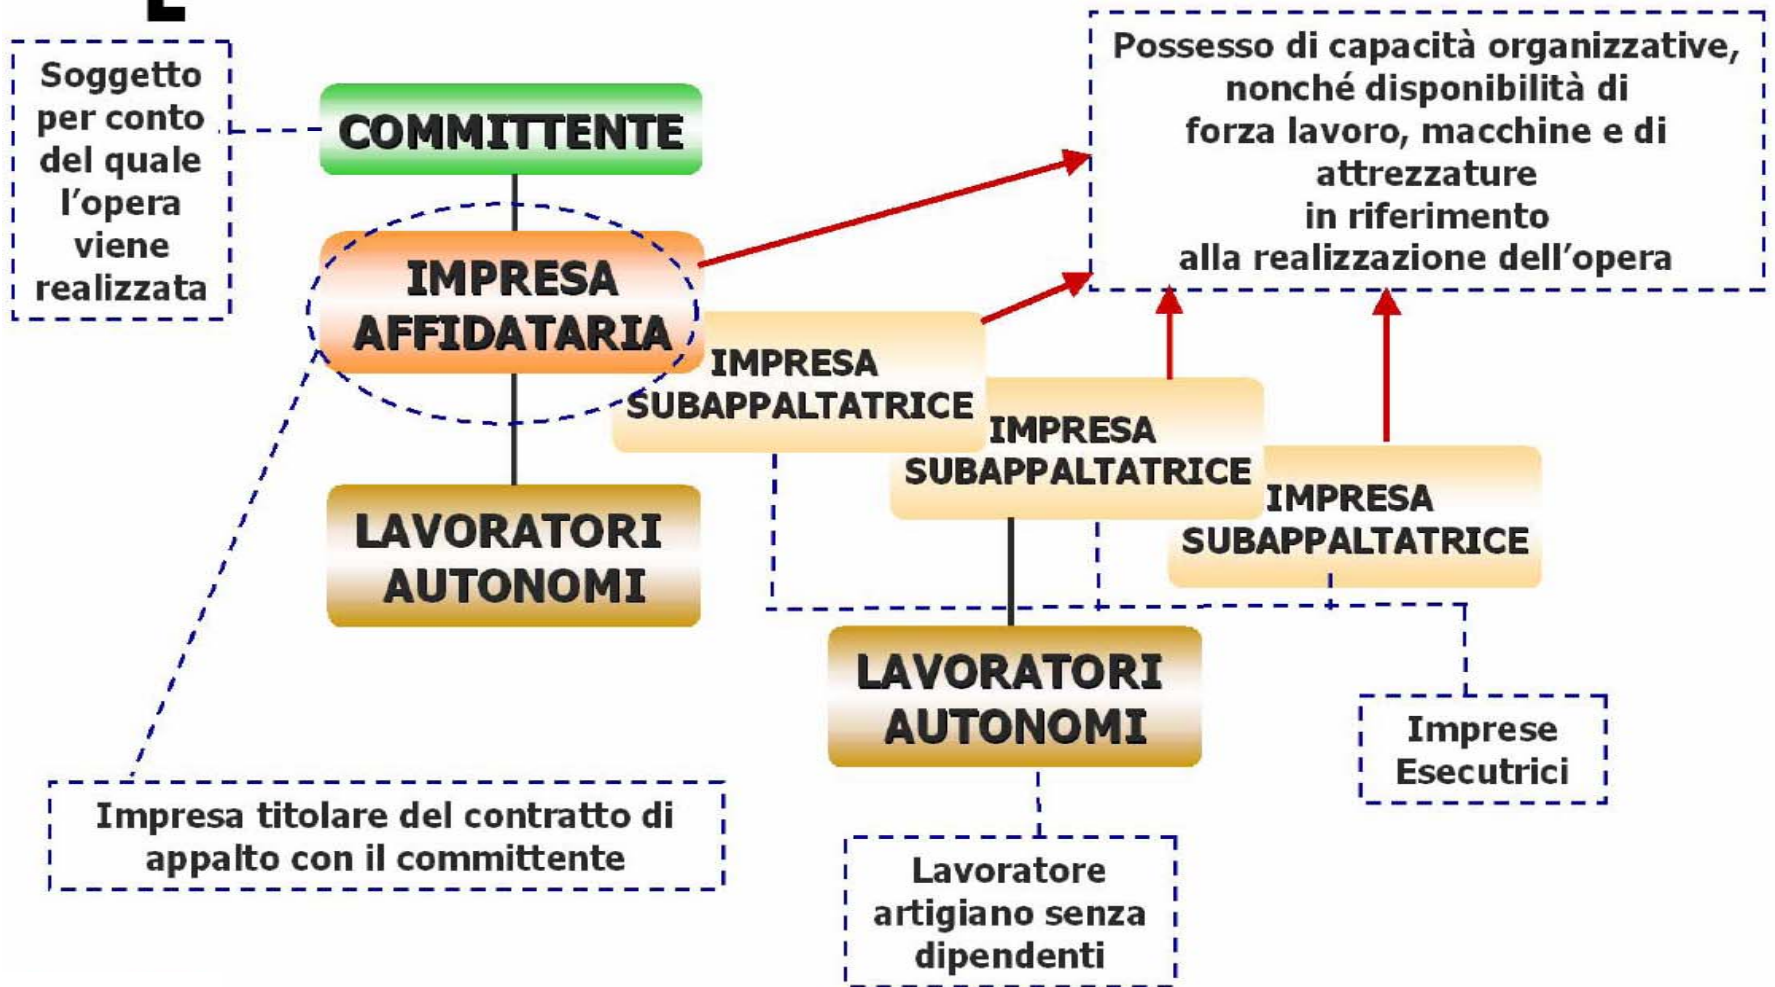 E
Soggetto
per conto
del quale
l'opera
viene
realizzata
COMMITTENTE
Possesso di capacità organizzative,
nonché disponibilità di
forza lavoro, macchine e di
attrezzature
in riferimento
alla realizzazione dell'opera
IMPRESA
AFFIDATARIA
IMPRESA
SUBAPPALTATRICE
IMPRESA
SUBAPPALTATRICE
IMPRESA
SUBAPPALTATRICE
LAVORATORI
AUTONOMI
LAVORATORI
AUTONOMI
Imprese
Esecutrici
Impresa titolare del contratto di
appalto con il committente
Lavoratore
artigiano senza
dipendenti